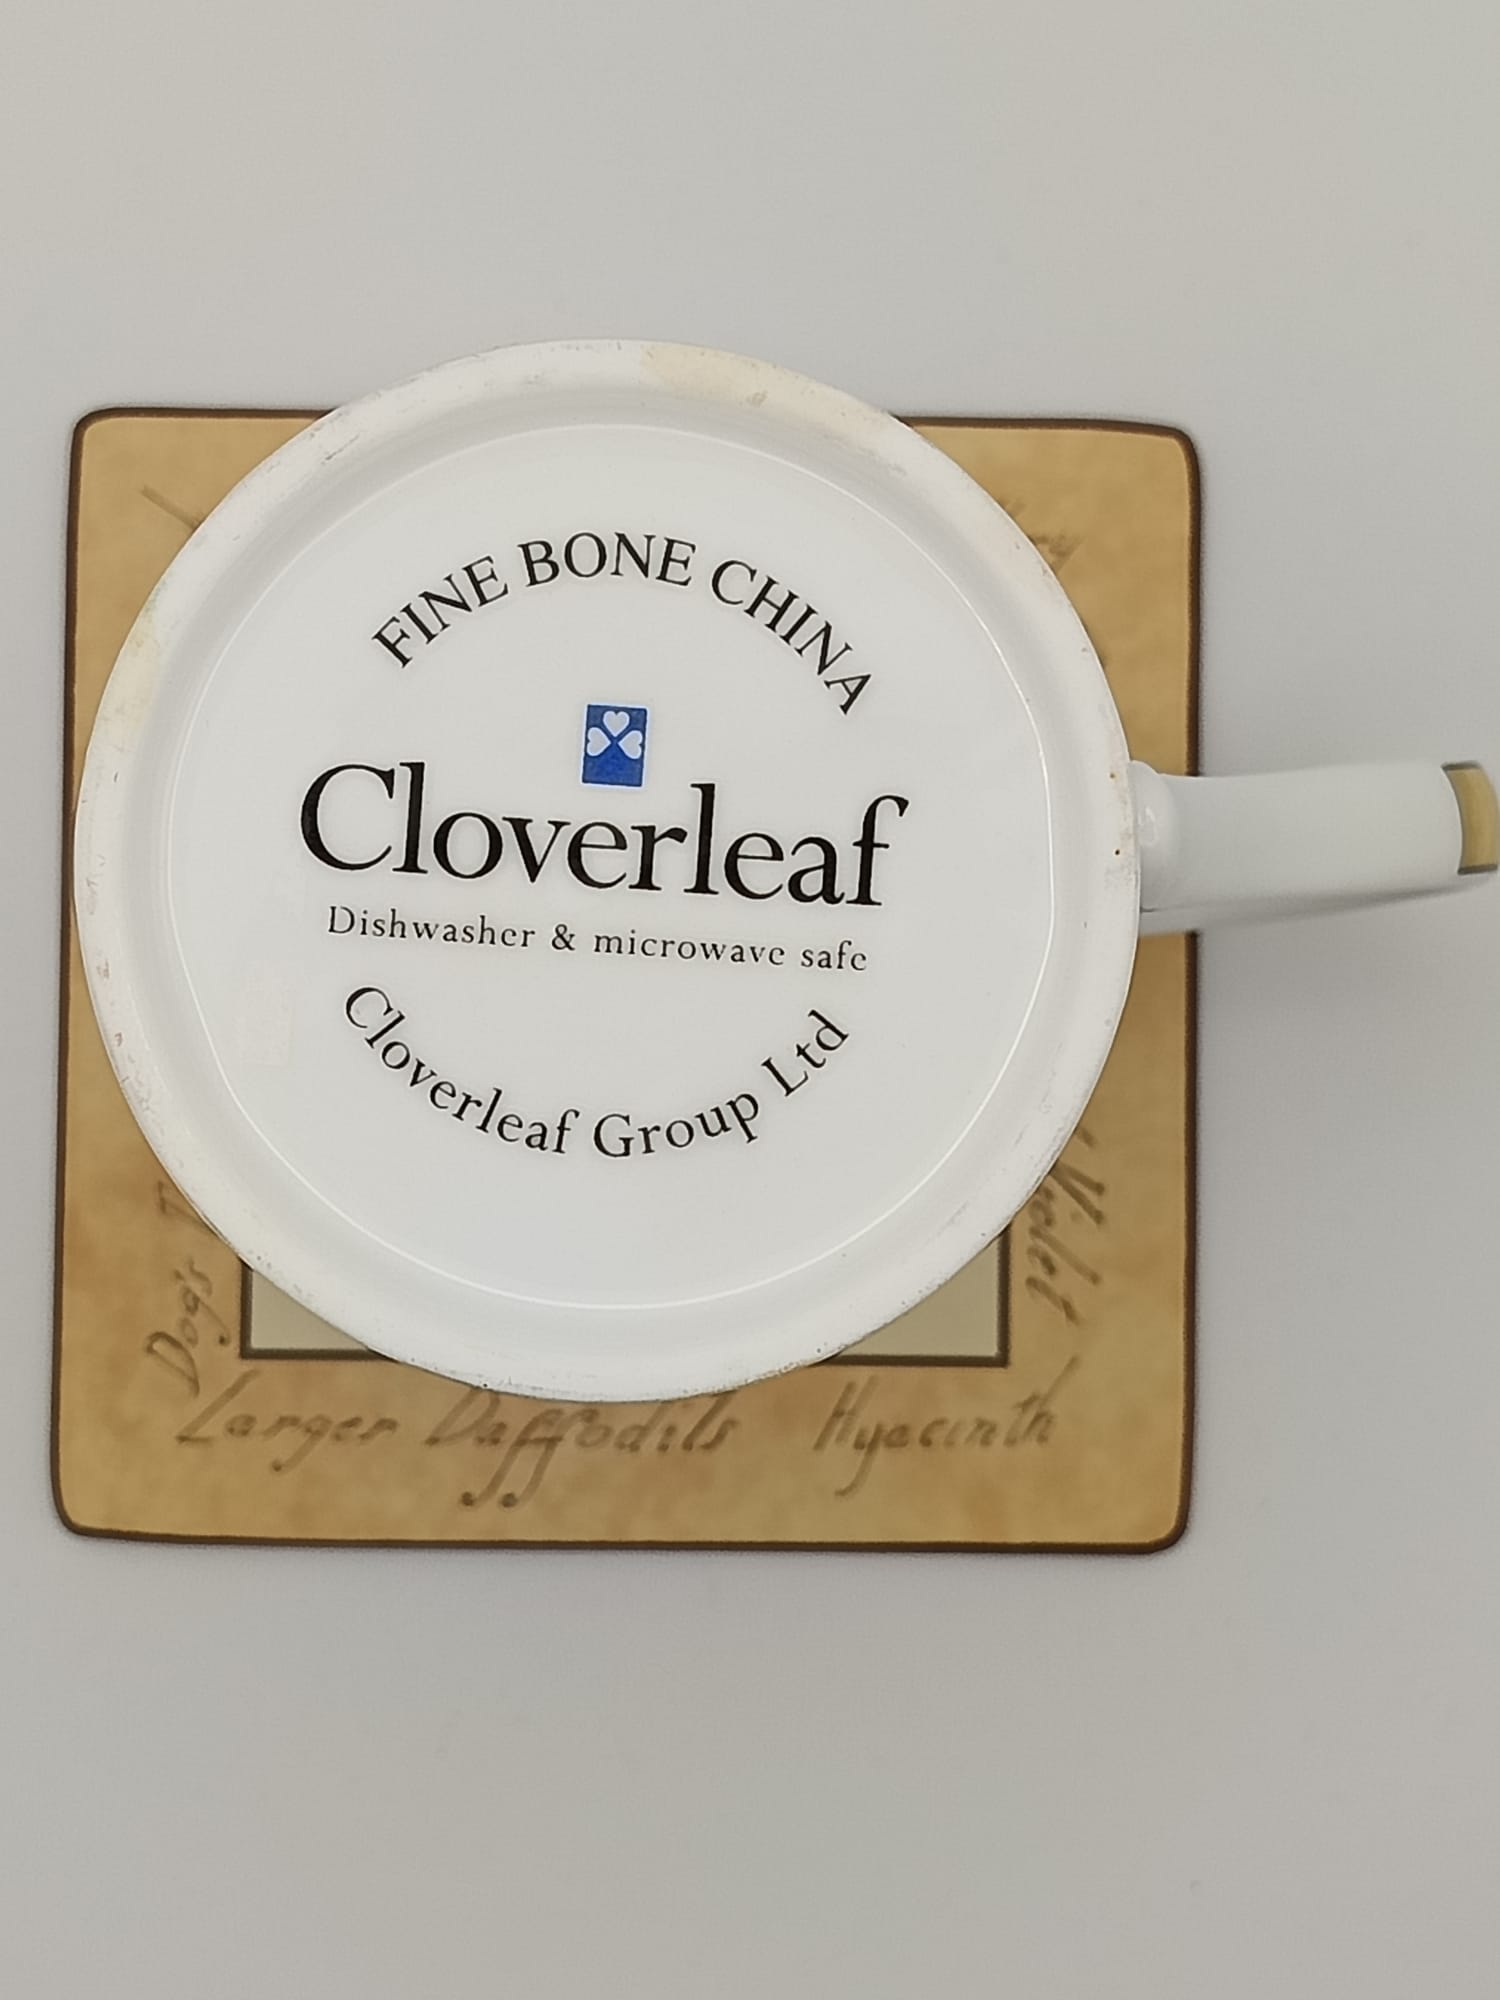 FINE BONE CHINA
Cloverleaf
Dishwasher & microwave safe
Cloverleaf Group Ltd
Dog's
Violet
Larger Daffodils Hyacinth